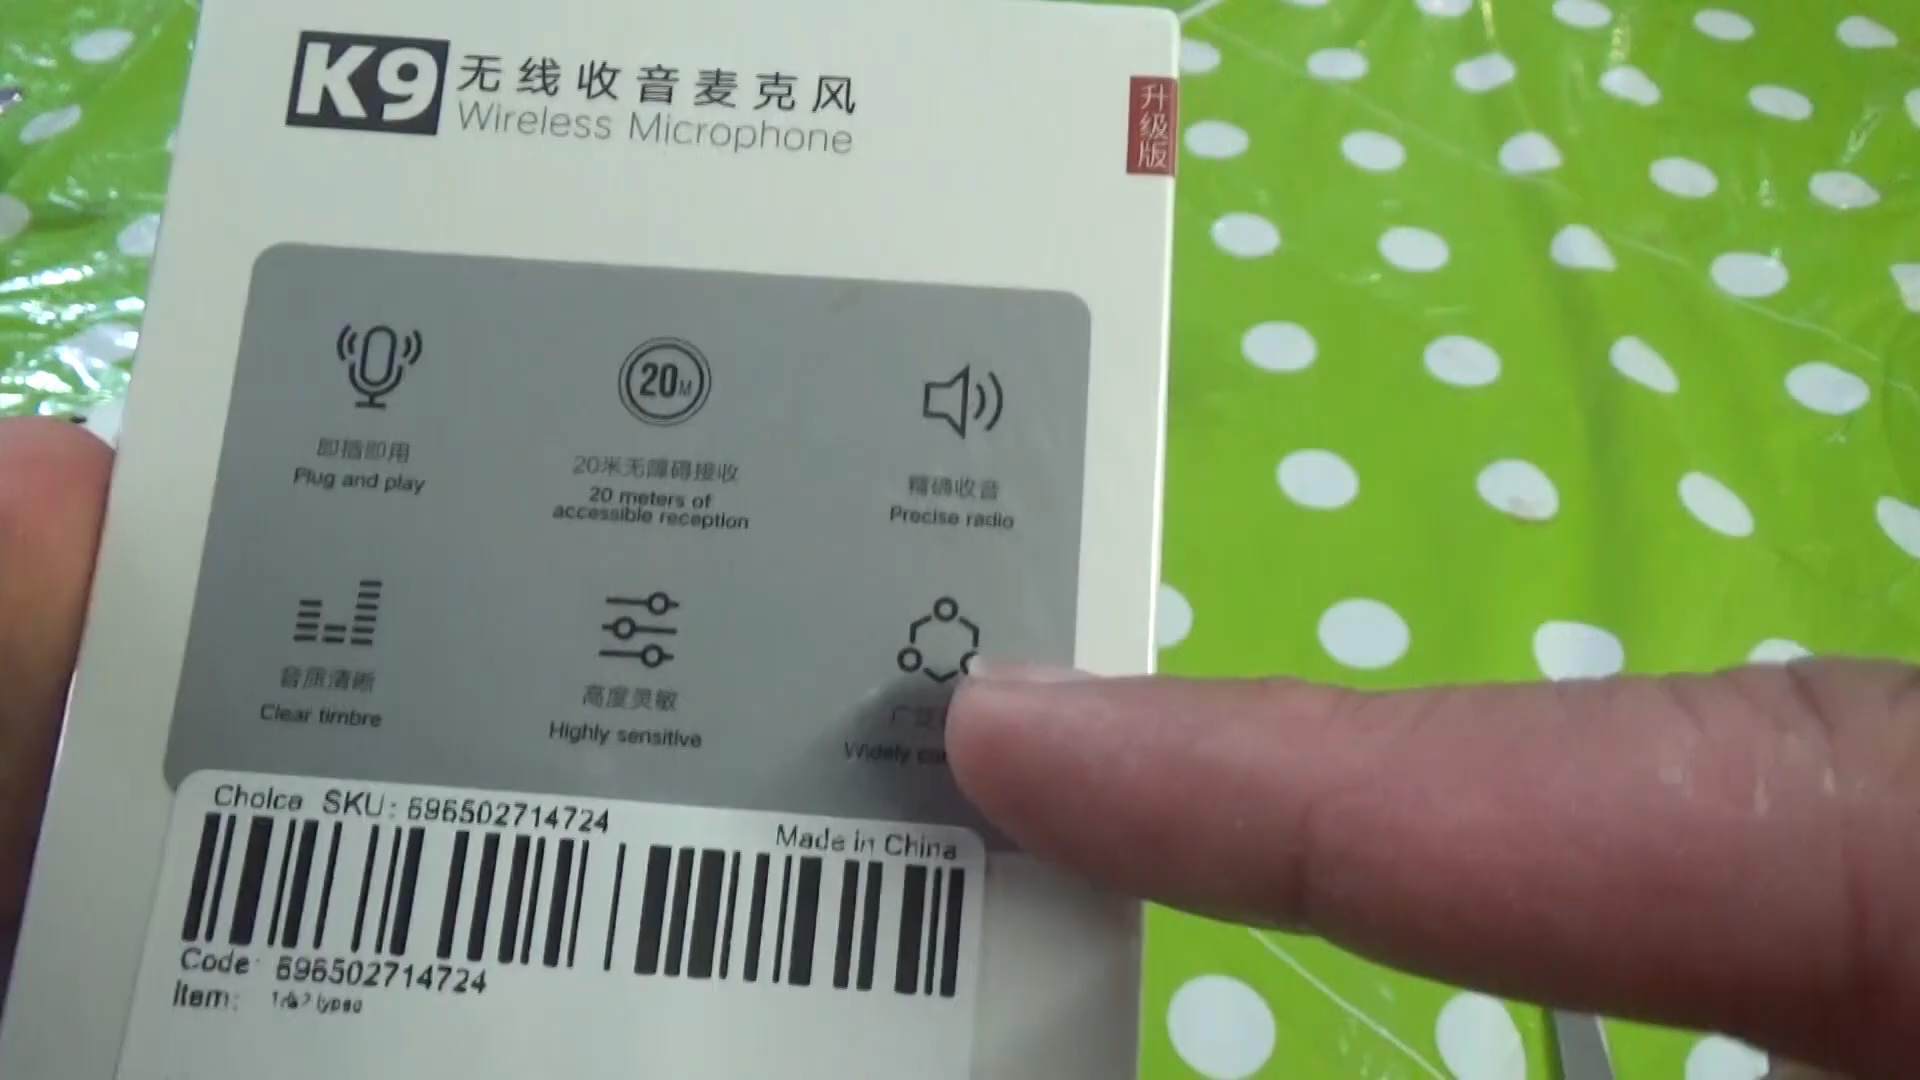 K9 无线收音麦克风
Wireless Microphone
升级版
20M
即插即用
Plug and play
20米无障碍接收
20 meters of
accessible reception
精确收音
Precise radio
音质清晰
Clear timbre
高度灵敏
Highly sensitive
广泛
Widely
Choice SKU: 696502714724
Made in China
Code: 696502714724
Item: